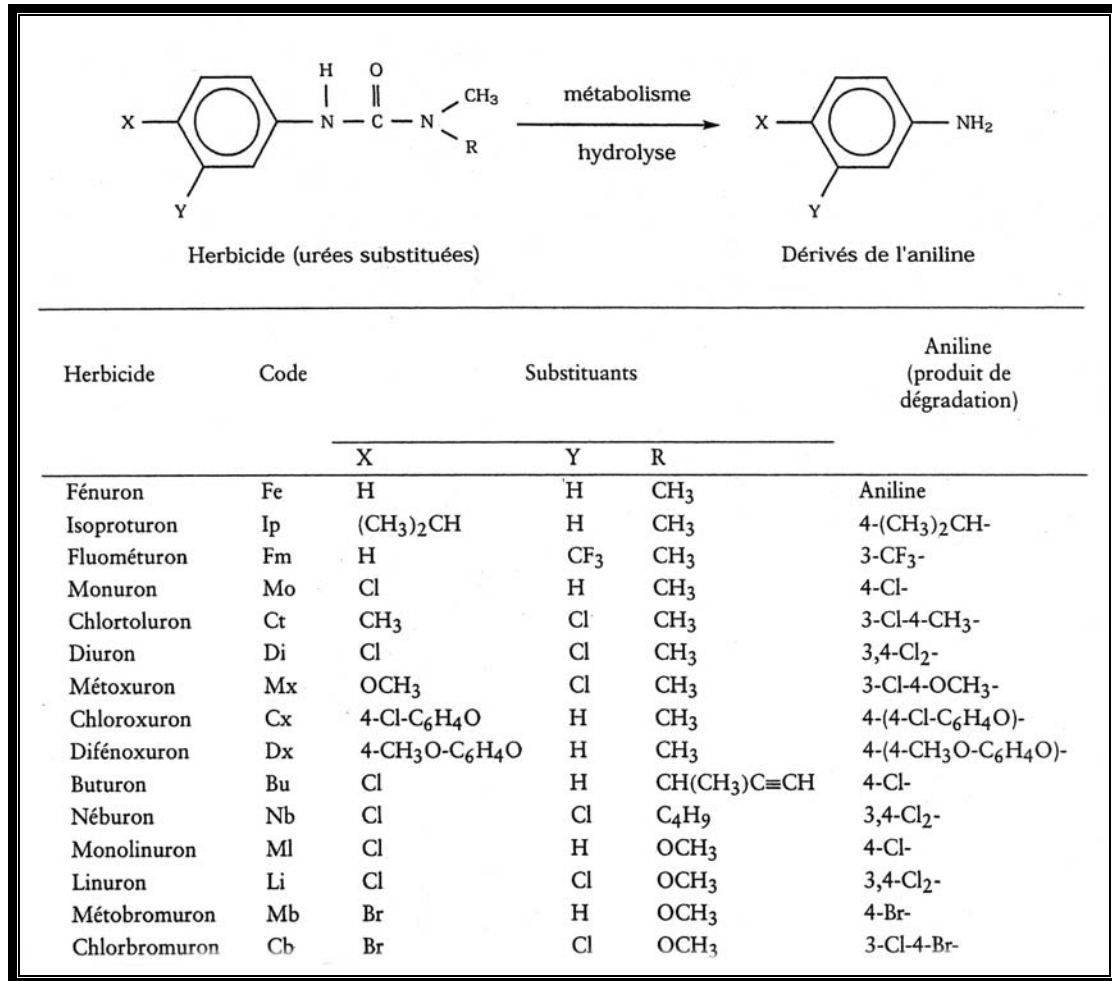 H O
CH₃
X N C N
R
Y
métabolisme
hydrolyse
X NH₂
Y
Herbicide (urées substituées) Dérivés de l'aniline
Herbicide Code Substituants Aniline (produit de dégradation)
X Y R
Fénuron Fe H H CH₃ Aniline
Isoproturon Ip (CH₃)₂CH H CH₃ 4-(CH₃)₂CH-
Fluométuron Fm H CF₃ CH₃ 3-CF₃-
Monuron Mo Cl H CH₃ 4-Cl-
Chlortoluron Ct CH₃ Cl CH₃ 3-Cl-4-CH₃-
Diuron Di Cl Cl CH₃ 3,4-Cl₂-
Métoxuron Mx OCH₃ Cl CH₃ 3-Cl-4-OCH₃-
Chloroxuron Cx 4-Cl-C₆H₄O H CH₃ 4-(4-Cl-C₆H₄O)-
Difénoxuron Dx 4-CH₃O-C₆H₄O H CH₃ 4-(4-CH₃O-C₆H₄O)-
Buturon Bu Cl H CH(CH₃)C≡CH 4-Cl-
Néburon Nb Cl Cl C₄H₉ 3,4-Cl₂-
Monolinuron Ml Cl H OCH₃ 4-Cl-
Linuron Li Cl Cl OCH₃ 3,4-Cl₂-
Métobromuron Mb Br H OCH₃ 4-Br-
Chlorbromuron Cb Br Cl OCH₃ 3-Cl-4-Br-